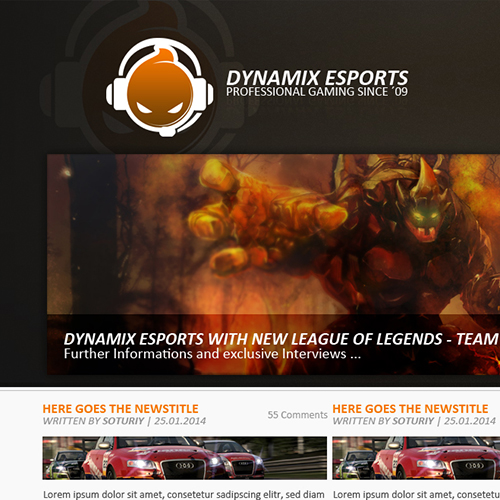 DYNAMIX ESPORTS
PROFESSIONAL GAMING SINCE ´09
DYNAMIX ESPORTS WITH NEW LEAGUE OF LEGENDS - TEAM
Further Informations and exclusive Interviews ...
HERE GOES THE NEWSTITLE
WRITTEN BY SOTURIY | 25.01.2014
55 Comments
Lorem ipsum dolor sit amet, consetetur sadipscing elitr, sed diam
HERE GOES THE NEWSTITLE
WRITTEN BY SOTURIY | 25.01.2014
Lorem ipsum dolor sit amet, consetetur